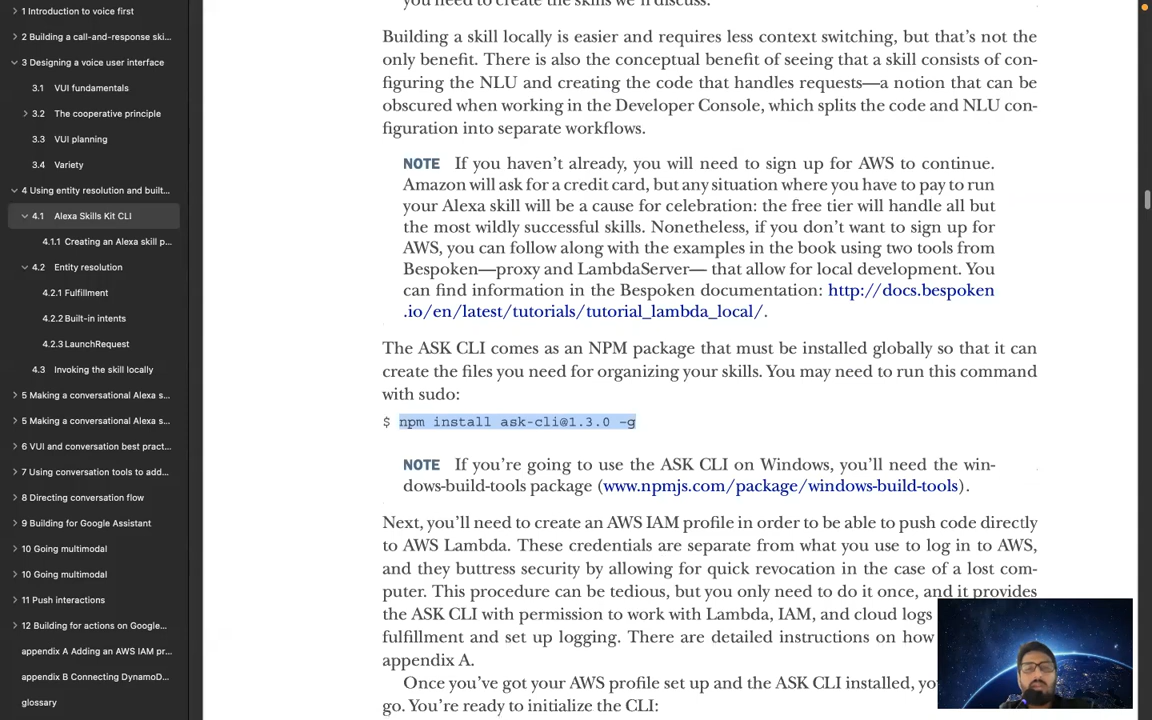 1 Introduction to voice first
2 Building a call-and-response ski...
3 Designing a voice user interface
3.1 VUI fundamentals
3.2 The cooperative principle
3.3 VUI planning
3.4 Variety
4 Using entity resolution and built...
4.1 Alexa Skills Kit CLI
4.1.1 Creating an Alexa skill p...
4.2 Entity resolution
4.2.1 Fulfillment
4.2.2 Built-in intents
4.2.3 LaunchRequest
4.3 Invoking the skill locally
5 Making a conversational Alexa s...
5 Making a conversational Alexa s...
6 VUI and conversation best pract...
7 Using conversation tools to add...
8 Directing conversation flow
9 Building for Google Assistant
10 Going multimodal
10 Going multimodal
11 Push interactions
12 Building for actions on Google...
appendix A Adding an AWS IAM pr...
appendix B Connecting DynamoD...
glossary
you need to create the skills we'll discuss.
Building a skill locally is easier and requires less context switching, but that's not the
only benefit. There is also the conceptual benefit of seeing that a skill consists of con-
figuring the NLU and creating the code that handles requests—a notion that can be
obscured when working in the Developer Console, which splits the code and NLU con-
figuration into separate workflows.
NOTE If you haven't already, you will need to sign up for AWS to continue.
Amazon will ask for a credit card, but any situation where you have to pay to run
your Alexa skill will be a cause for celebration: the free tier will handle all but
the most wildly successful skills. Nonetheless, if you don't want to sign up for
AWS, you can follow along with the examples in the book using two tools from
Bespoken—proxy and LambdaServer— that allow for local development. You
can find information in the Bespoken documentation: http://docs.bespoken
.io/en/latest/tutorials/tutorial_lambda_local/.
The ASK CLI comes as an NPM package that must be installed globally so that it can
create the files you need for organizing your skills. You may need to run this command
with sudo:
$ npm install ask-cli@1.3.0 -g
NOTE If you're going to use the ASK CLI on Windows, you'll need the win-
dows-build-tools package (www.npmjs.com/package/windows-build-tools).
Next, you'll need to create an AWS IAM profile in order to be able to push code directly
to AWS Lambda. These credentials are separate from what you use to log in to AWS,
and they buttress security by allowing for quick revocation in the case of a lost com-
puter. This procedure can be tedious, but you only need to do it once, and it provides
the ASK CLI with permission to work with Lambda, IAM, and cloud logs
fulfillment and set up logging. There are detailed instructions on how
appendix A.
Once you've got your AWS profile set up and the ASK CLI installed,
go. You're ready to initialize the CLI: